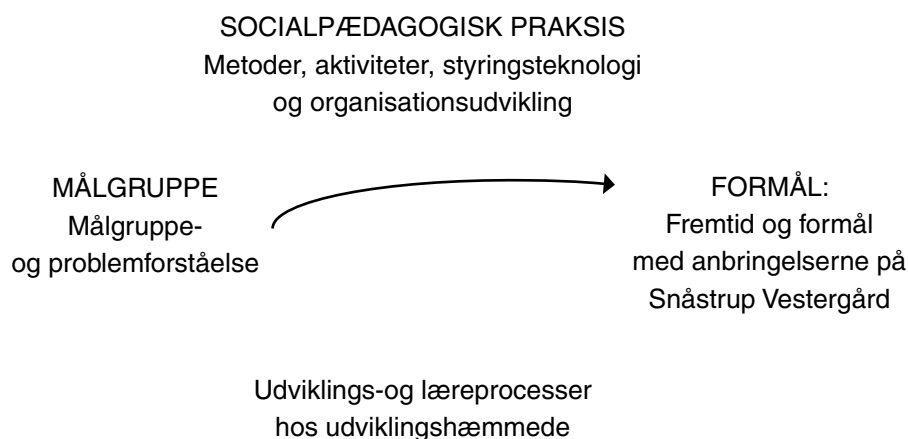 SOCIALPÆDAGOGISK PRAKSIS
Metoder, aktiviteter, styringsteknologi
og organisationsudvikling
MÅLGRUPPE
Målgruppe-
og problemforståelse
FORMÅL:
Fremtid og formål
med anbringelserne på
Snåstrup Vestergård
Udviklings-og læreprocesser
hos udviklingshæmmede